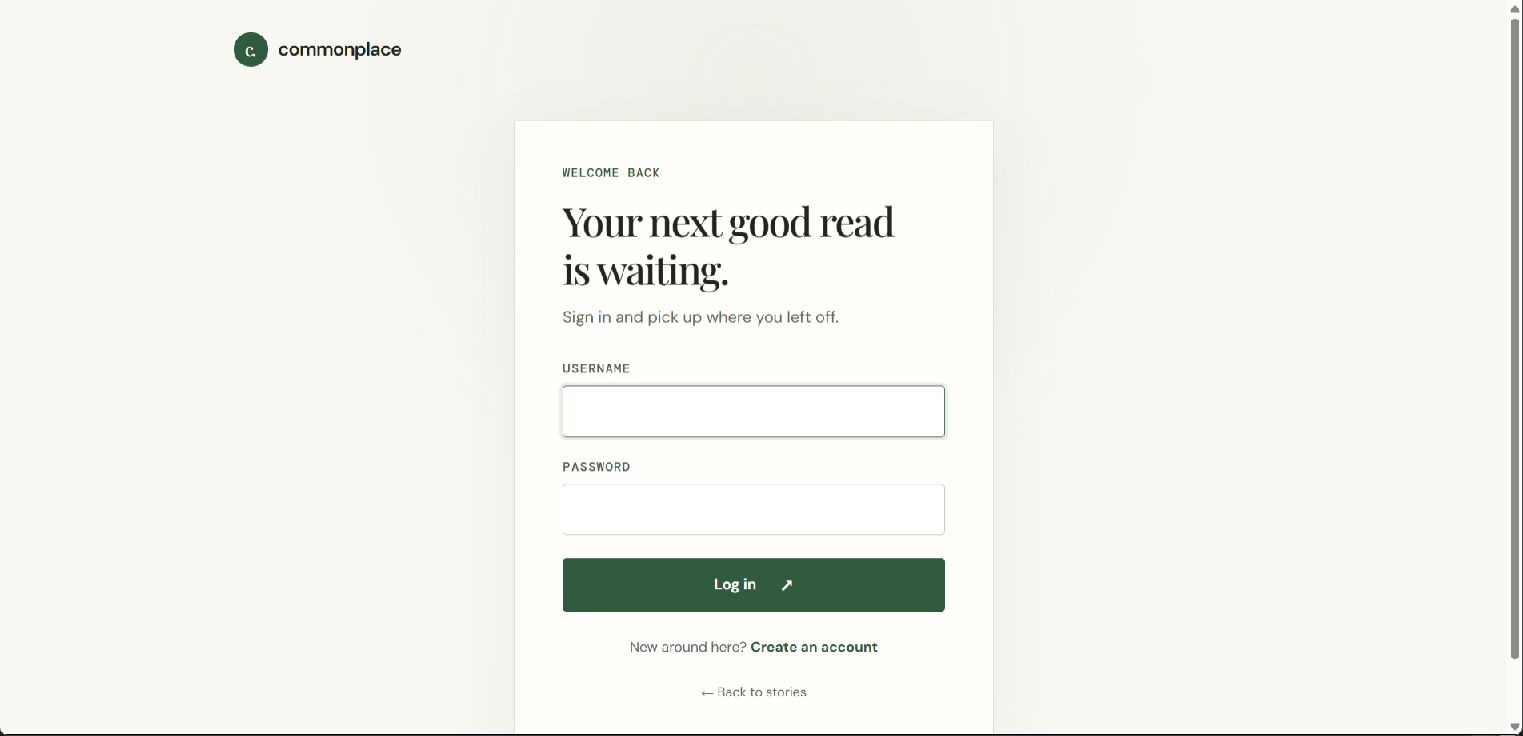 c. commonplace
WELCOME BACK
Your next good read
is waiting.
Sign in and pick up where you left off.
USERNAME
PASSWORD
Log in ↗
New around here? Create an account
← Back to stories